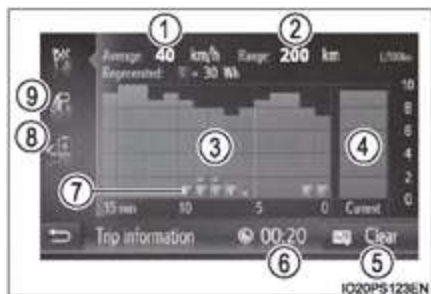 ① ②
Average: 40 km/h Range: 200 km L/100km
Regenerated: = 30 Wh
10
⑨
8
③ ④
6
⑧
4
⑦
2
0
15 min 10 5 0 Current
Trip information 00:20 Clear
⑥ ⑤
IO20PS123EN